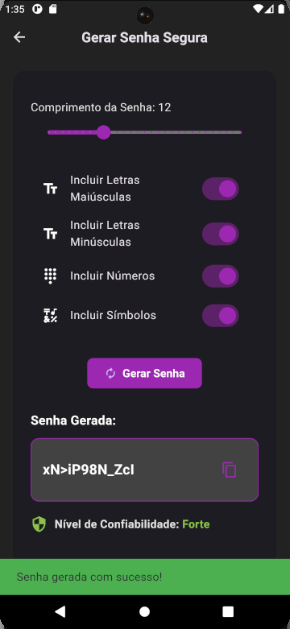 1:35
Gerar Senha Segura
Comprimento da Senha: 12
Incluir Letras
Maiúsculas
Incluir Letras
Minúsculas
Incluir Números
Incluir Símbolos
Gerar Senha
Senha Gerada:
xN>iP98N_ZcI
Nível de Confiabilidade: Forte
Senha gerada com sucesso!